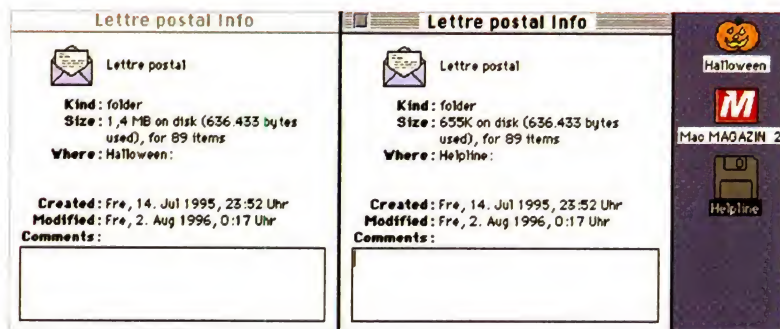 Lettre postal Info
Lettre postal
Kind: folder
Size: 1,4 MB on disk (636.433 bytes
used), for 89 items
Where: Halloween:
Created: Fre, 14. Jul 1995, 23:52 Uhr
Modified: Fre, 2. Aug 1996, 0:17 Uhr
Comments:
Lettre postal Info
Lettre postal
Kind: folder
Size: 655K on disk (636.433 bytes
used), for 89 items
Where: Helpline:
Created: Fre, 14. Jul 1995, 23:52 Uhr
Modified: Fre, 2. Aug 1996, 0:17 Uhr
Comments:
Halloween
M
Mac MAGAZIN 2
Helpline